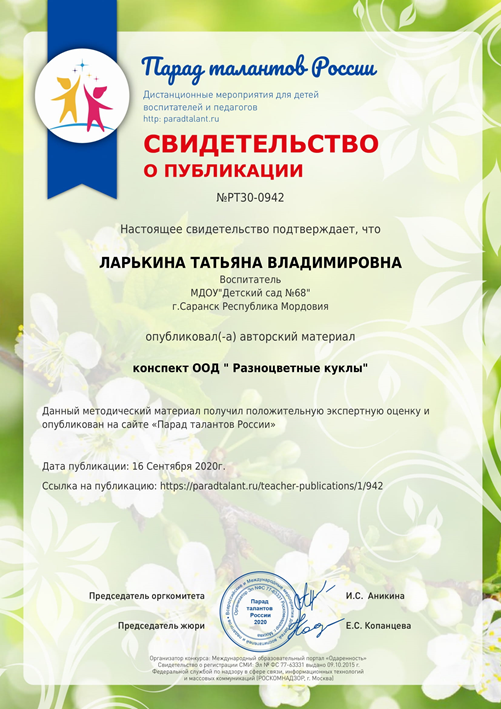 Парад талантов России
Дистанционные мероприятия для детей
воспитателей и педагогов
http: paradtalant.ru
СВИДЕТЕЛЬСТВО
О ПУБЛИКАЦИИ
№РТ30-0942
Настоящее свидетельство подтверждает, что
ЛАРЬКИНА ТАТЬЯНА ВЛАДИМИРОВНА
Воспитатель
МДОУ"Детский сад №68"
г.Саранск Республика Мордовия
опубликовал(-а) авторский материал
конспект ООД " Разноцветные куклы"
Данный методический материал получил положительную экспертную оценку и
опубликован на сайте «Парад талантов России»
Дата публикации: 16 Сентября 2020г.
Ссылка на публикацию: https://paradtalant.ru/teacher-publications/1/942
Председатель оргкомитета И.С. Аникина
Председатель жюри Е.С. Копанцева
Парад
талантов
России
2020
Организатор конкурса: Международный образовательный портал «Одаренность»
Свидетельство о регистрации СМИ: Эл № ФС 77-63331 выдано 09.10.2015 г.
Федеральной службой по надзору в сфере связи, информационных технологий
и массовых коммуникаций (РОСКОМНАДЗОР, г. Москва)